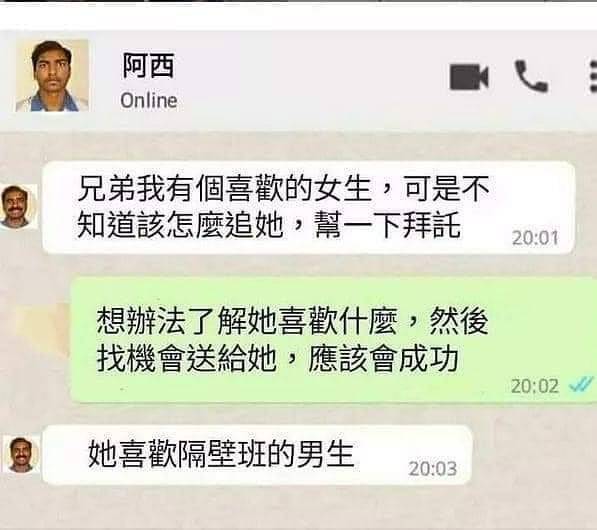 阿西
Online
兄弟我有個喜歡的女生，可是不
知道該怎麼追她，幫一下拜託
20:01
想辦法了解她喜歡什麼，然後
找機會送給她，應該會成功
20:02
她喜歡隔壁班的男生
20:03